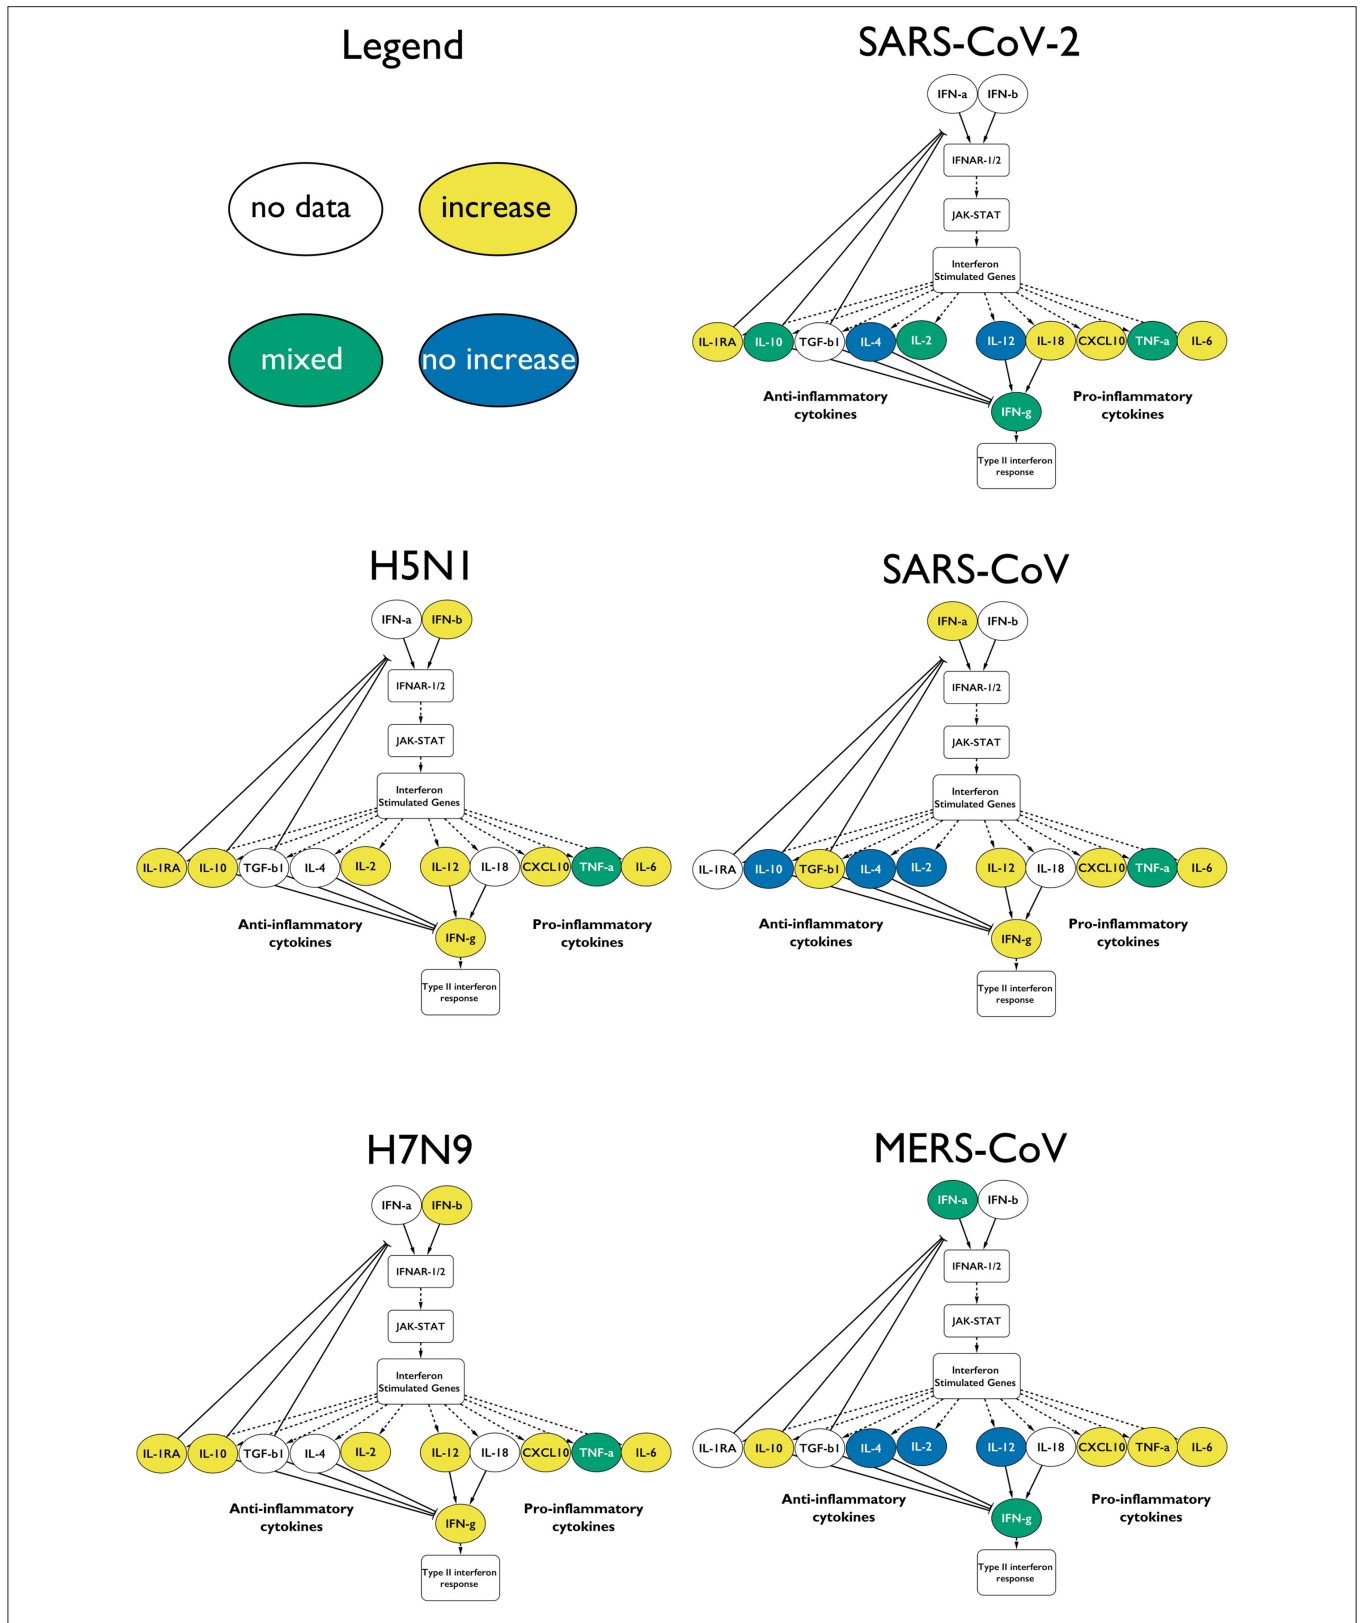 Legend
no data
increase
mixed
no increase
SARS-CoV-2
IFN-a IFN-b
IFNAR-1/2
JAK-STAT
Interferon
Stimulated Genes
IL-1RA IL-10 TGF-b1 IL-4 IL-2 IL-12 IL-18 CXCL10 TNF-a IL-6
Anti-inflammatory
cytokines
Pro-inflammatory
cytokines
IFN-g
Type II interferon
response
H5N1
IFN-a IFN-b
IFNAR-1/2
JAK-STAT
Interferon
Stimulated Genes
IL-1RA IL-10 TGF-b1 IL-4 IL-2 IL-12 IL-18 CXCL10 TNF-a IL-6
Anti-inflammatory
cytokines
Pro-inflammatory
cytokines
IFN-g
Type II interferon
response
SARS-CoV
IFN-a IFN-b
IFNAR-1/2
JAK-STAT
Interferon
Stimulated Genes
IL-1RA IL-10 TGF-b1 IL-4 IL-2 IL-12 IL-18 CXCL10 TNF-a IL-6
Anti-inflammatory
cytokines
Pro-inflammatory
cytokines
IFN-g
Type II interferon
response
H7N9
IFN-a IFN-b
IFNAR-1/2
JAK-STAT
Interferon
Stimulated Genes
IL-1RA IL-10 TGF-b1 IL-4 IL-2 IL-12 IL-18 CXCL10 TNF-a IL-6
Anti-inflammatory
cytokines
Pro-inflammatory
cytokines
IFN-g
Type II interferon
response
MERS-CoV
IFN-a IFN-b
IFNAR-1/2
JAK-STAT
Interferon
Stimulated Genes
IL-1RA IL-10 TGF-b1 IL-4 IL-2 IL-12 IL-18 CXCL10 TNF-a IL-6
Anti-inflammatory
cytokines
Pro-inflammatory
cytokines
IFN-g
Type II interferon
response